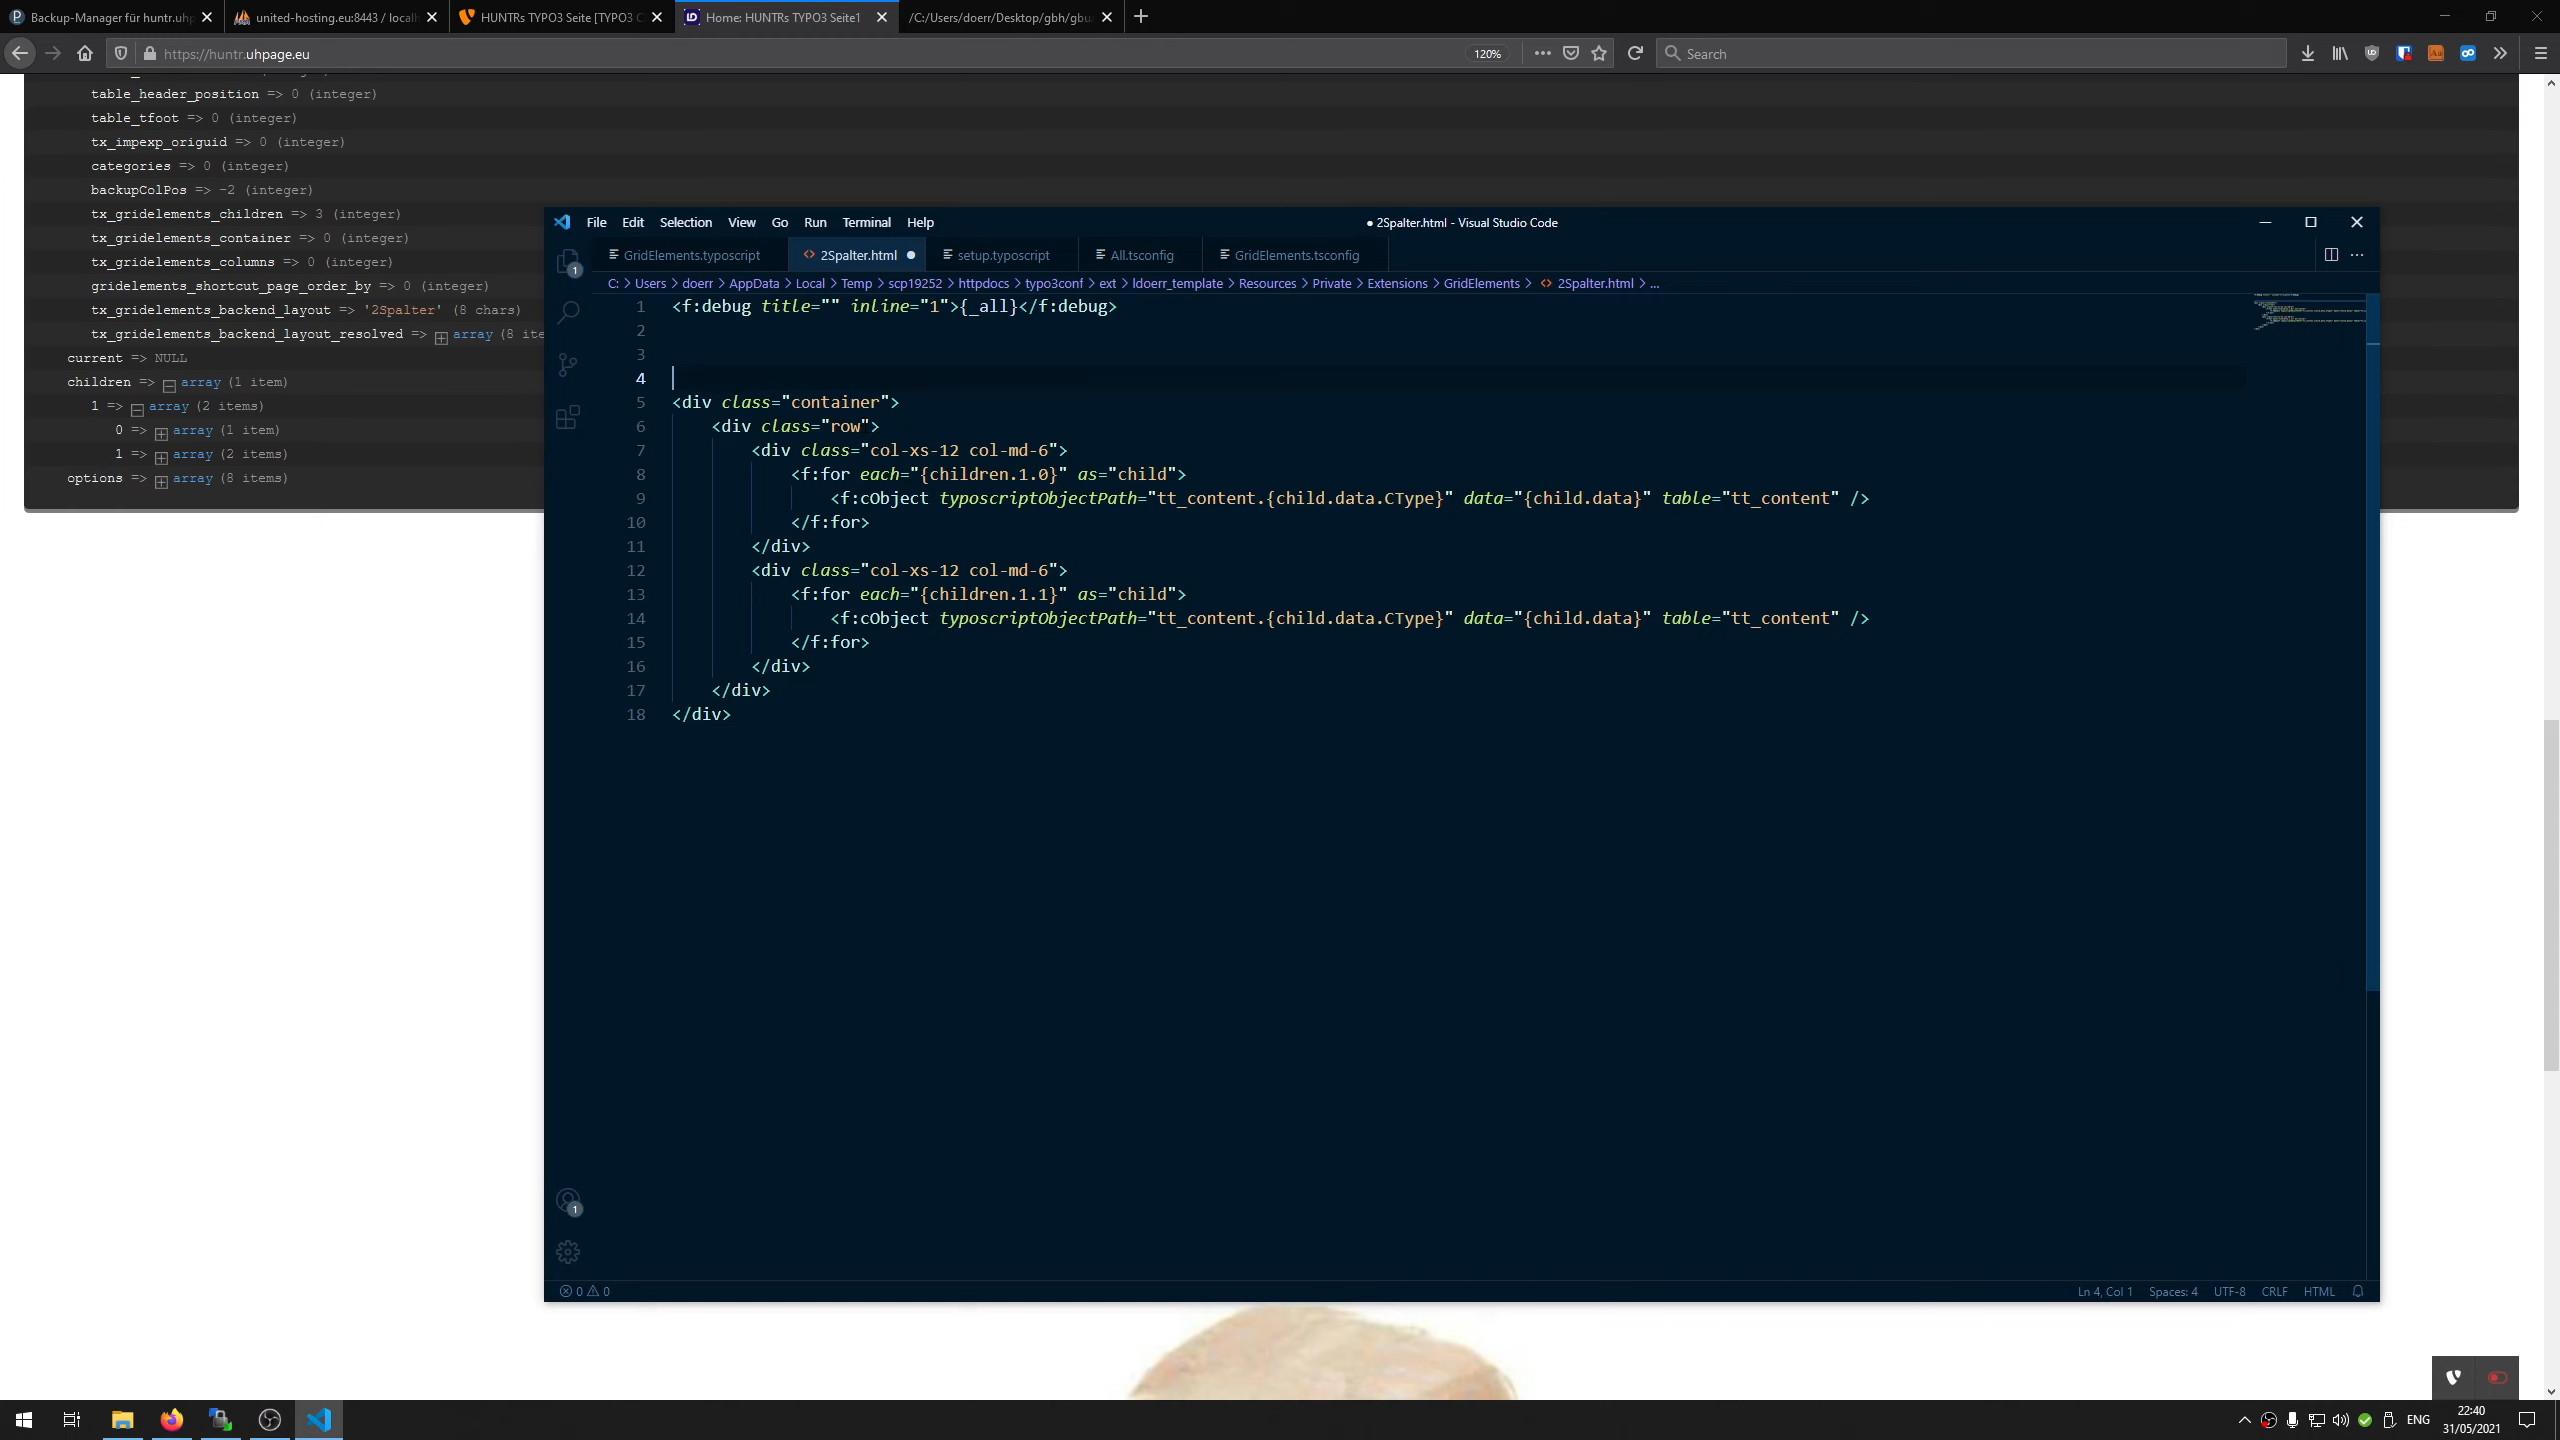 Backup-Manager für huntr.uhp
united-hosting.eu:8443 / localh
HUNTRs TYPO3 Seite [TYPO3 C
Home: HUNTRs TYPO3 Seite1
/C:/Users/doerr/Desktop/gbh/gbu
https://huntr.uhpage.eu
120%
Search
table_header_position => 0 (integer)
table_tfoot => 0 (integer)
tx_impexp_origuid => 0 (integer)
categories => 0 (integer)
backupColPos => -2 (integer)
tx_gridelements_children => 3 (integer)
tx_gridelements_container => 0 (integer)
tx_gridelements_columns => 0 (integer)
gridelements_shortcut_page_order_by => 0 (integer)
tx_gridelements_backend_layout => '2Spalter' (8 chars)
tx_gridelements_backend_layout_resolved => array (8 ite
current => NULL
children => array (1 item)
1 => array (2 items)
0 => array (1 item)
1 => array (2 items)
options => array (8 items)
File Edit Selection View Go Run Terminal Help
● 2Spalter.html - Visual Studio Code
GridElements.typoscript
2Spalter.html
setup.typoscript
All.tsconfig
GridElements.tsconfig
C: > Users > doerr > AppData > Local > Temp > scp19252 > httpdocs > typo3conf > ext > ldoerr_template > Resources > Private > Extensions > GridElements > 2Spalter.html > ...
1 <f:debug title="" inline="1">{_all}</f:debug>
2
3
4
5 <div class="container">
6 <div class="row">
7 <div class="col-xs-12 col-md-6">
8 <f:for each="{children.1.0}" as="child">
9 <f:cObject typoscriptObjectPath="tt_content.{child.data.CType}" data="{child.data}" table="tt_content" />
10 </f:for>
11 </div>
12 <div class="col-xs-12 col-md-6">
13 <f:for each="{children.1.1}" as="child">
14 <f:cObject typoscriptObjectPath="tt_content.{child.data.CType}" data="{child.data}" table="tt_content" />
15 </f:for>
16 </div>
17 </div>
18 </div>
1
1
0 0
Ln 4, Col 1 Spaces: 4 UTF-8 CRLF HTML
ENG
22:40
31/05/2021